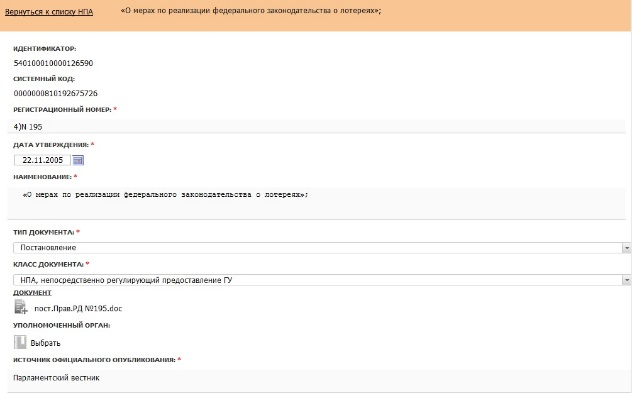 Вернуться к списку НПА «О мерах по реализации федерального законодательства о лотереях»;
ИДЕНТИФИКАТОР:
540100010000126590
СИСТЕМНЫЙ КОД:
0000000810192675726
РЕГИСТРАЦИОННЫЙ НОМЕР: *
4)N 195
ДАТА УТВЕРЖДЕНИЯ: *
22.11.2005
НАИМЕНОВАНИЕ: *
«О мерах по реализации федерального законодательства о лотереях»;
ТИП ДОКУМЕНТА: *
Постановление
КЛАСС ДОКУМЕНТА: *
НПА, непосредственно регулирующий предоставление ГУ
ДОКУМЕНТ
пост.Прав.РД №195.doc
УПОЛНОМОЧЕННЫЙ ОРГАН:
Выбрать
ИСТОЧНИК ОФИЦИАЛЬНОГО ОПУБЛИКОВАНИЯ: *
Парламентский вестник